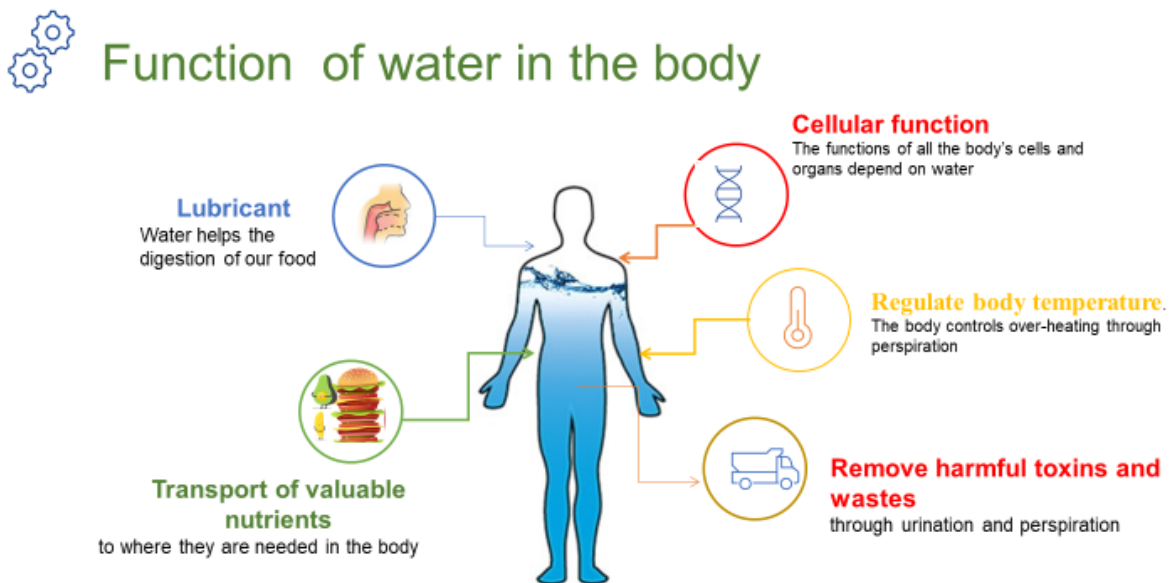 Function of water in the body
Cellular function
The functions of all the body's cells and
organs depend on water
Lubricant
Water helps the
digestion of our food
Regulate body temperature.
The body controls over-heating through
perspiration
Transport of valuable
nutrients
to where they are needed in the body
Remove harmful toxins and
wastes
through urination and perspiration